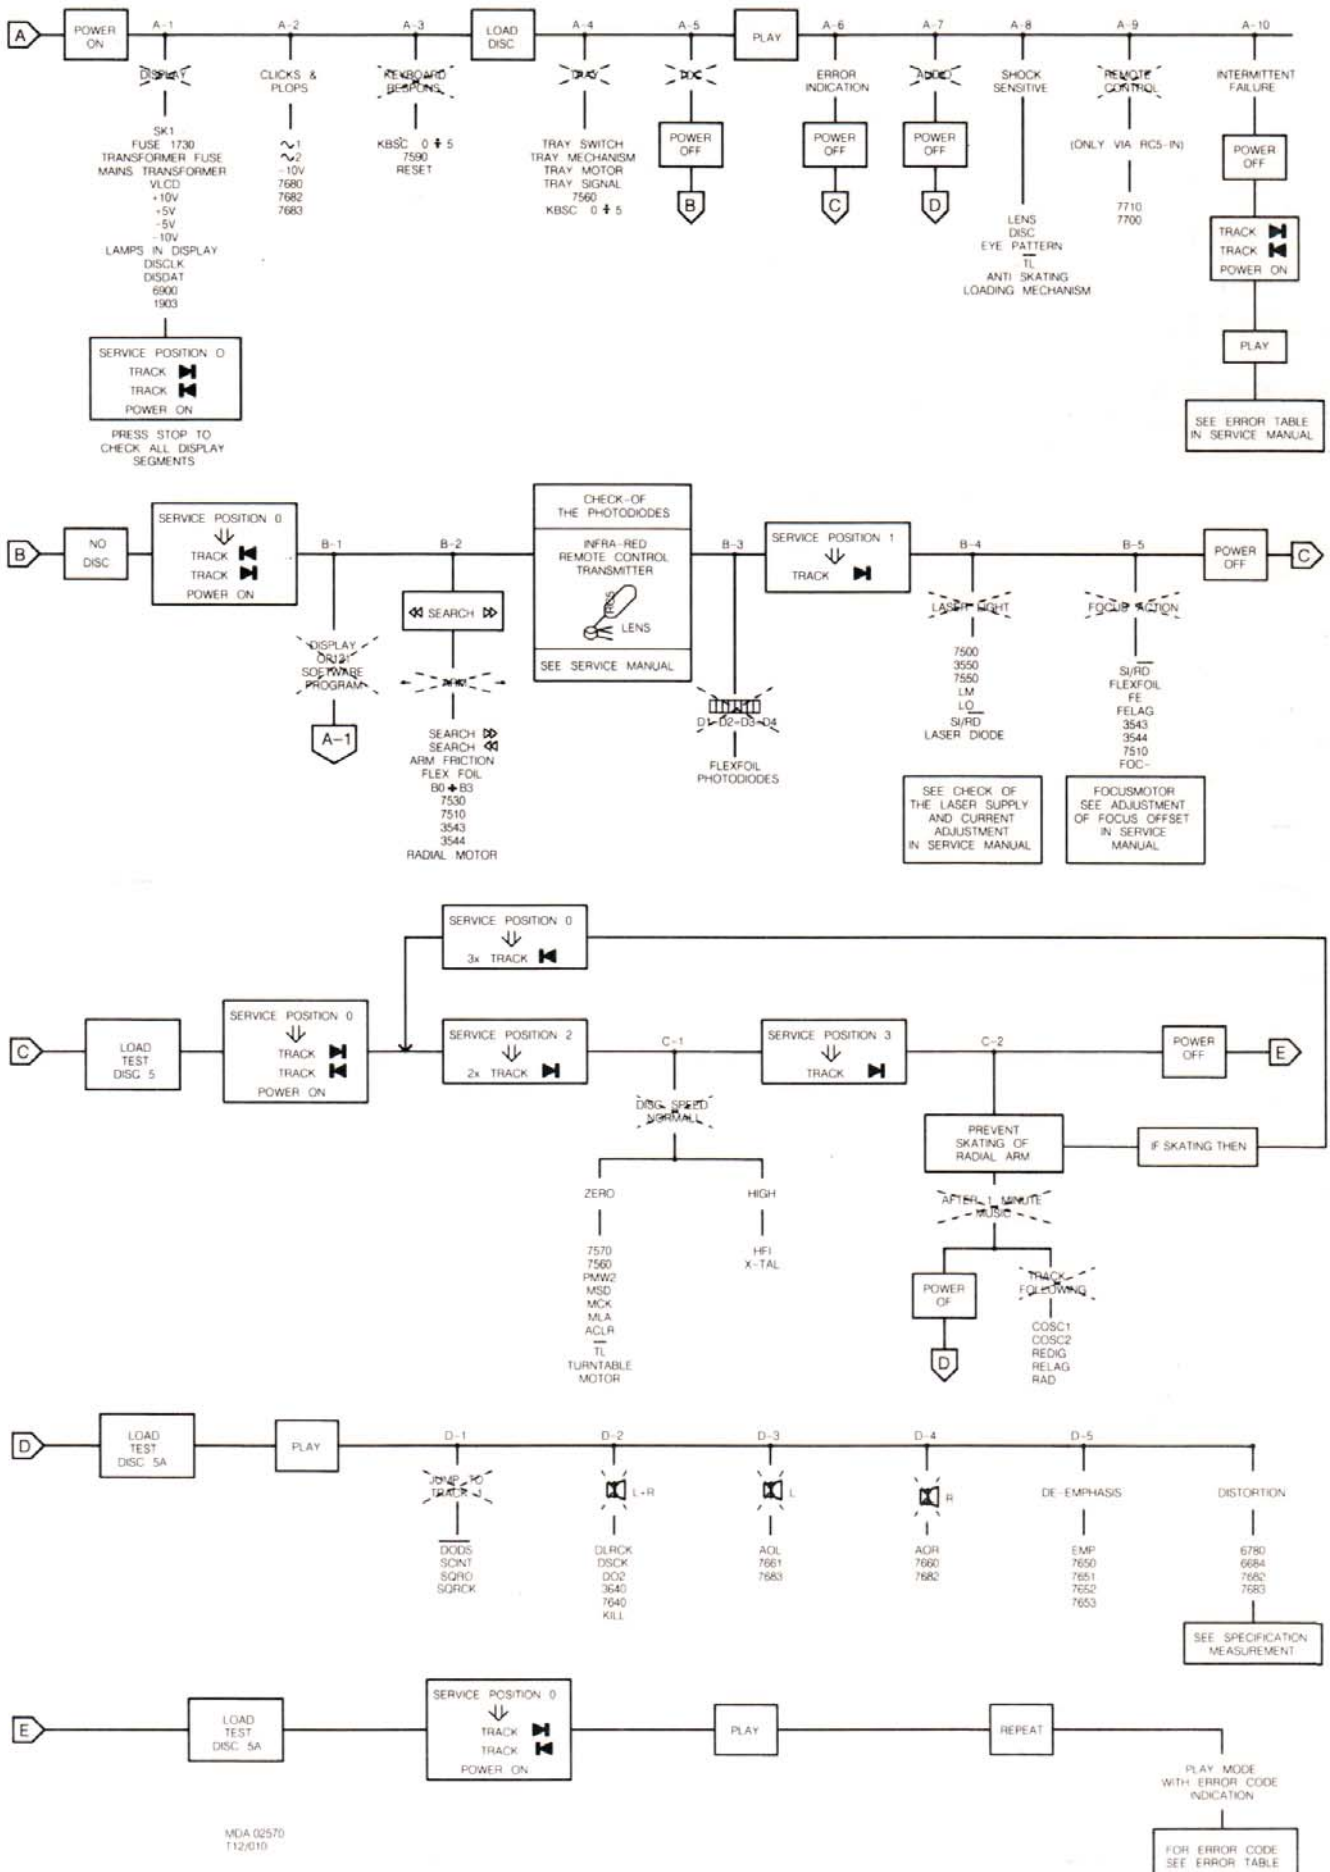 A
POWER
ON
A-1
A-2
A-3
LOAD
DISC
A-4
A-5
PLAY
A-6
A-7
A-8
A-9
A-10
DISPLAY
CLICKS &
PLOPS
KEYBOARD
RESPONS
TRAY
TOC
ERROR
INDICATION
AUDIO
SHOCK
SENSITIVE
REMOTE
CONTROL
INTERMITTENT
FAILURE
SK1
FUSE 1730
TRANSFORMER FUSE
MAINS TRANSFORMER
VLCD
+10V
+5V
-5V
-10V
LAMPS IN DISPLAY
DISCLK
DISDAT
6900
1903
SERVICE POSITION 0
TRACK
TRACK
POWER ON
PRESS STOP TO
CHECK ALL DISPLAY
SEGMENTS
~1
~2
-10V
7680
7682
7683
KBSC 0 ÷ 5
7590
RESET
TRAY SWITCH
TRAY MECHANISM
TRAY MOTOR
TRAY SIGNAL
7560
KBSC 0 ÷ 5
POWER
OFF
B
POWER
OFF
C
POWER
OFF
D
LENS
DISC
EYE PATTERN
TL
ANTI SKATING
LOADING MECHANISM
(ONLY VIA RC5-IN)
7710
7700
POWER
OFF
TRACK
TRACK
POWER ON
PLAY
SEE ERROR TABLE
IN SERVICE MANUAL
B
NO
DISC
SERVICE POSITION 0
TRACK
TRACK
POWER ON
B-1
DISPLAY
OR131
SOFTWARE
PROGRAM
A-1
B-2
SEARCH
ARM
SEARCH
SEARCH
ARM FRICTION
FLEX FOIL
B0 ÷ B3
7530
7510
3543
3544
RADIAL MOTOR
CHECK-OF
THE PHOTODIODES
INFRA-RED
REMOTE CONTROL
TRANSMITTER
RC5
LENS
SEE SERVICE MANUAL
B-3
D1-D2-D3-D4
FLEXFOIL
PHOTODIODES
SERVICE POSITION 1
TRACK
B-4
LASER LIGHT
7500
3550
7550
LM
LO
SI/RD
LASER DIODE
SEE CHECK OF
THE LASER SUPPLY
AND CURRENT
ADJUSTMENT
IN SERVICE MANUAL
B-5
FOCUS ACTION
SI/RD
FLEXFOIL
FE
FELAG
3543
3544
7510
FOC-
FOCUSMOTOR
SEE ADJUSTMENT
OF FOCUS OFFSET
IN SERVICE
MANUAL
POWER
OFF
C
SERVICE POSITION 0
3x TRACK
C
LOAD
TEST
DISC 5
SERVICE POSITION 0
TRACK
TRACK
POWER ON
SERVICE POSITION 2
2x TRACK
C-1
DISC SPEED
NORMALL
ZERO
7570
7560
PMW2
MSD
MCK
MLA
ACLR
TL
TURNTABLE
MOTOR
HIGH
HFI
X-TAL
SERVICE POSITION 3
TRACK
C-2
PREVENT
SKATING OF
RADIAL ARM
IF SKATING THEN
POWER
OFF
E
AFTER 1 MINUTE
MUSIC
POWER
OF
D
TRACK
FOLLOWING
COSC1
COSC2
REDIG
RELAG
RAD
D
LOAD
TEST
DISC 5A
PLAY
D-1
D-2
D-3
D-4
D-5
JUMP TO
TRACK 1
L+R
L
R
DE-EMPHASIS
DISTORTION
DODS
SCINT
SQRO
SQRCK
DLRCK
DSCK
DO2
3640
7640
KILL
AOL
7661
7683
AOR
7660
7682
EMP
7650
7651
7652
7653
6780
6684
7682
7683
SEE SPECIFICATION
MEASUREMENT
E
LOAD
TEST
DISC 5A
SERVICE POSITION 0
TRACK
TRACK
POWER ON
PLAY
REPEAT
PLAY MODE
WITH ERROR CODE
INDICATION
FOR ERROR CODE
SEE ERROR TABLE
MDA 02570
T12/010